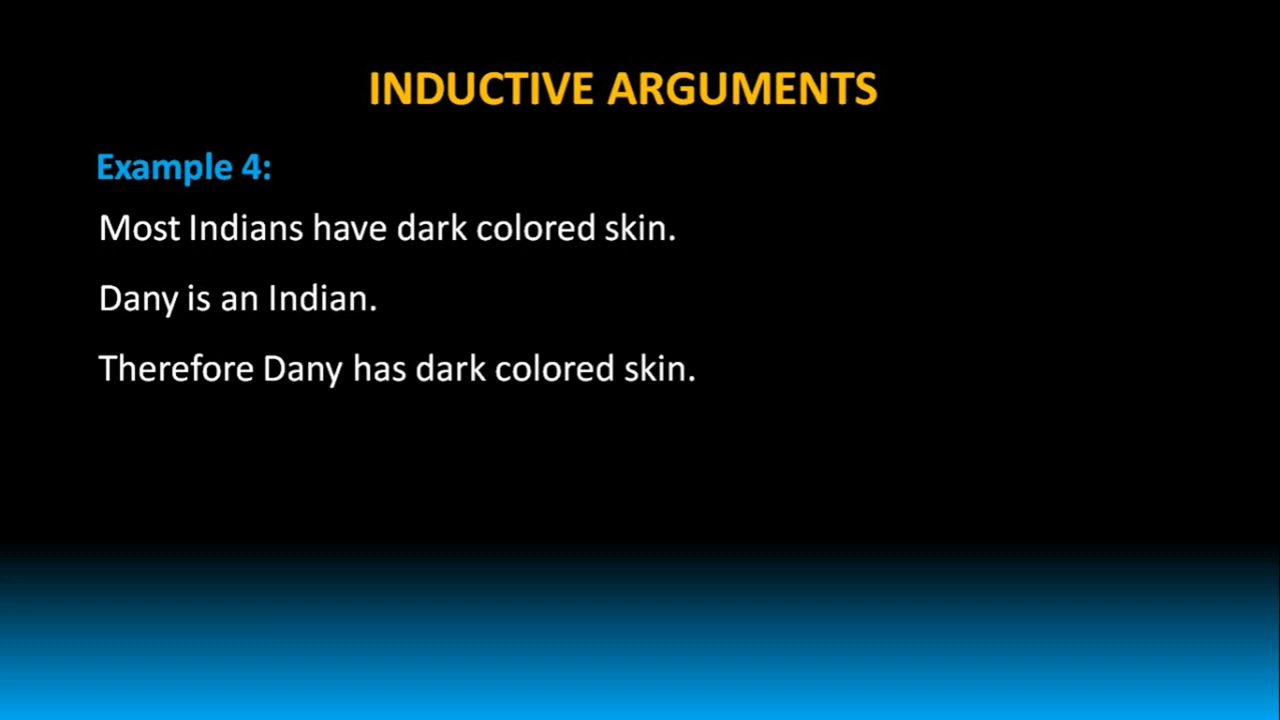 INDUCTIVE ARGUMENTS
Example 4:
Most Indians have dark colored skin.
Dany is an Indian.
Therefore Dany has dark colored skin.